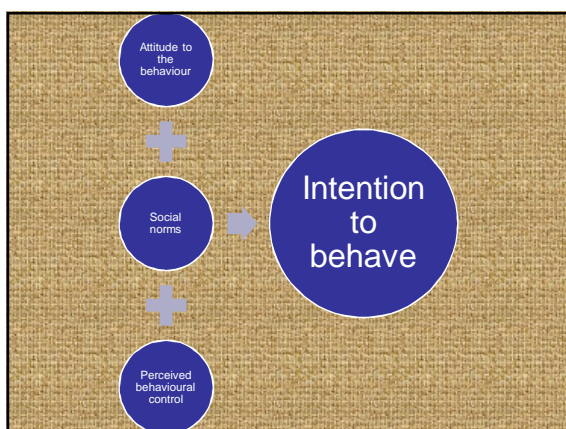 Attitude to
the
behaviour
Social
norms
Perceived
behavioural
control
Intention
to
behave